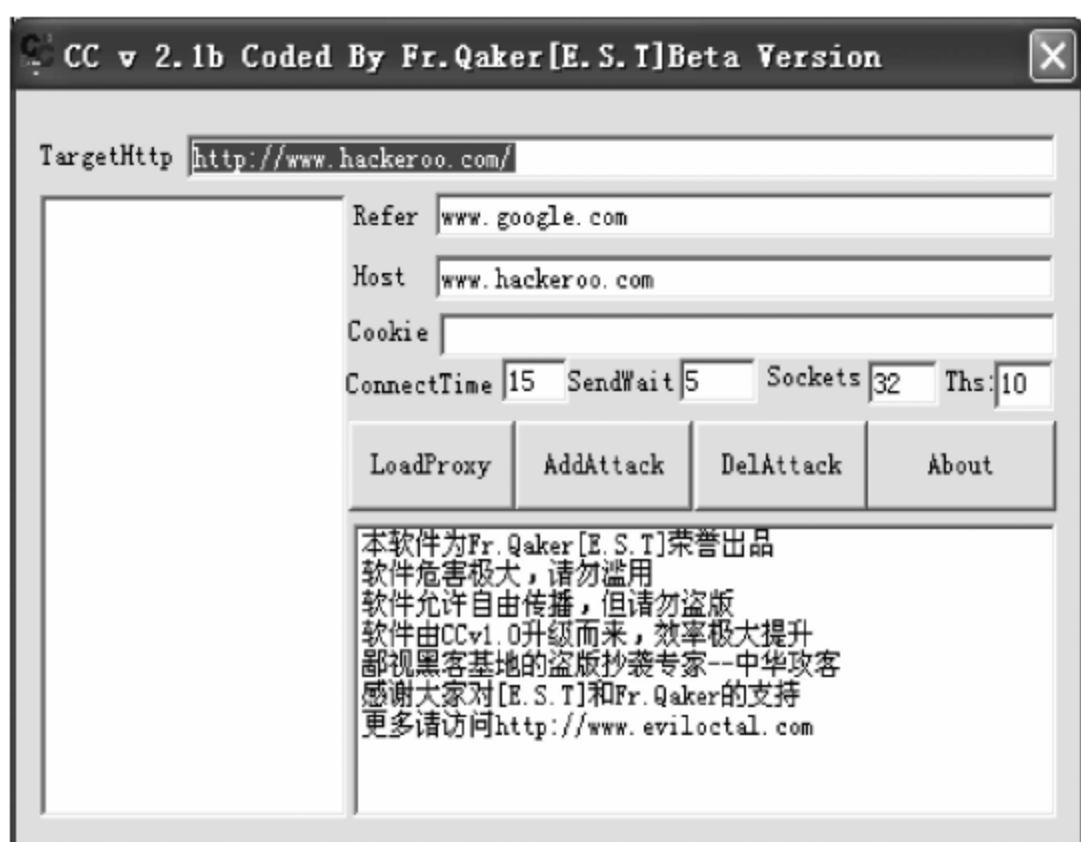 CC v 2.1b Coded By Fr.Qaker[E.S.T]Beta Version
TargetHttp http://www.hackeroo.com/
Refer www.google.com
Host www.hackeroo.com
Cookie
ConnectTime 15 SendWait 5 Sockets 32 Ths: 10
LoadProxy AddAttack DelAttack About
本软件为Fr.Qaker[E.S.T]荣誉出品
软件危害极大，请勿滥用
软件允许自由传播，但请勿盗版
软件由CCv1.0升级而来，效率极大提升
鄙视黑客基地的盗版抄袭专家--中华攻客
感谢大家对[E.S.T]和Fr.Qaker的支持
更多请访问http://www.eviloctal.com